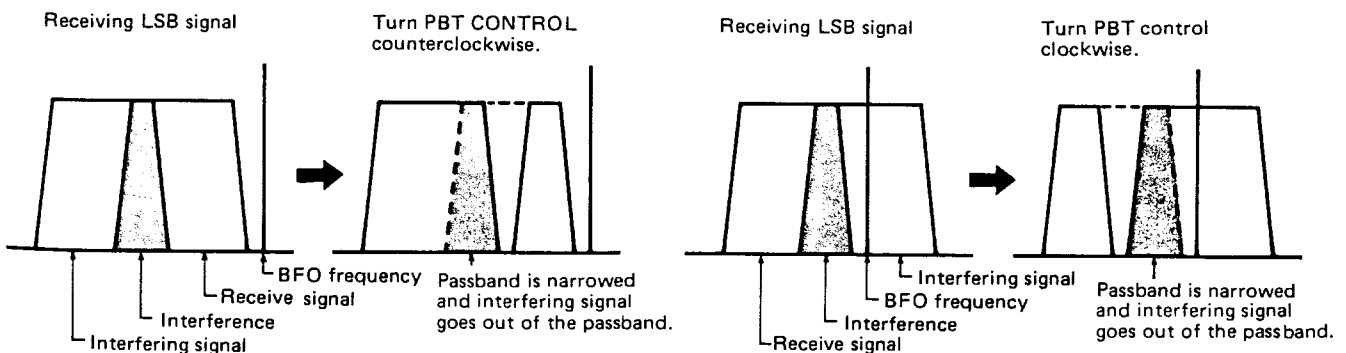 Receiving LSB signal
Turn PBT CONTROL
counterclockwise.
BFO frequency
Receive signal
Interference
Interfering signal
Passband is narrowed
and interfering signal
goes out of the passband.
Receiving LSB signal
Turn PBT control
clockwise.
Interfering signal
BFO frequency
Interference
Receive signal
Passband is narrowed
and interfering signal
goes out of the passband.